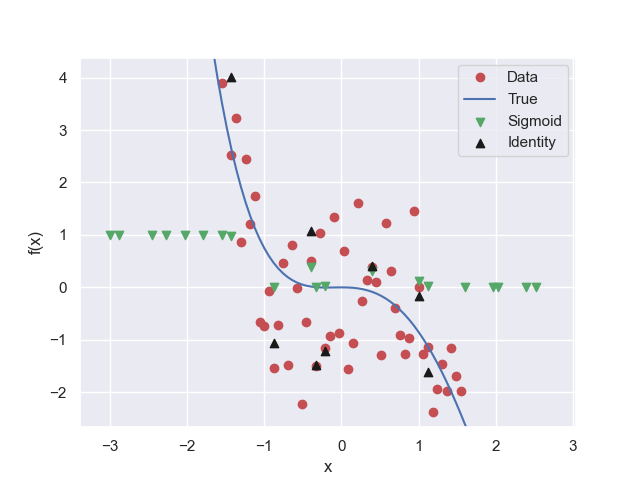 4
3
2
1
0
−1
−2
f(x)
−3 −2 −1 0 1 2 3
x
Data
True
Sigmoid
Identity